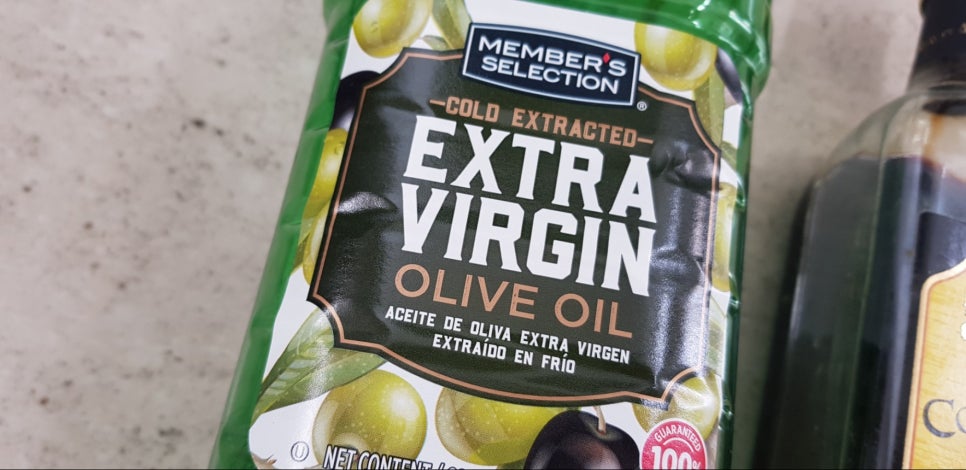 MEMBER'S
SELECTION
®
COLD EXTRACTED
EXTRA
VIRGIN
OLIVE OIL
ACEITE DE OLIVA EXTRA VIRGEN
EXTRAÍDO EN FRÍO
GUARANTEED
100%
U
NET CONTENT /